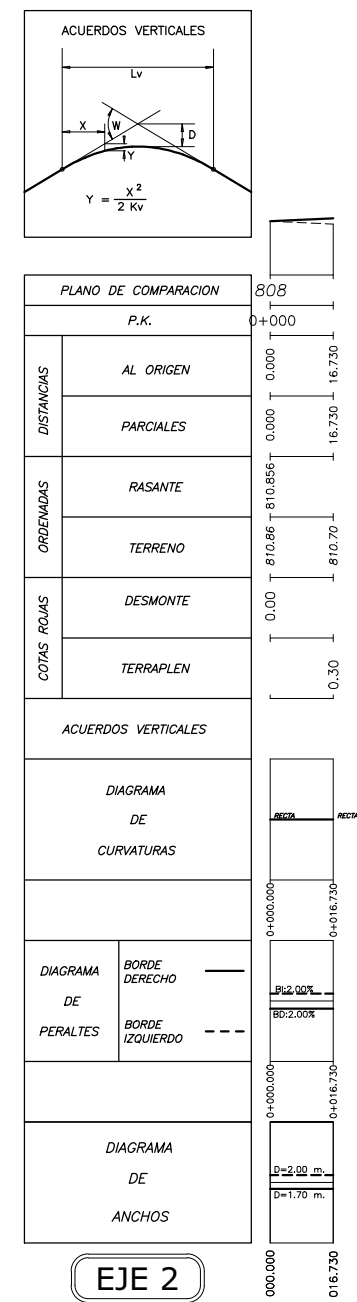 ACUERDOS VERTICALES
Lv
X
W
D
Y
Y = X² / 2 Kv
PLANO DE COMPARACION 808
P.K. 0+000
DISTANCIAS
AL ORIGEN 0.000 16.730
PARCIALES 0.000 16.730
ORDENADAS
RASANTE 810.856
TERRENO 810.86 810.70
COTAS ROJAS
DESMONTE 0.00
TERRAPLEN 0.30
ACUERDOS VERTICALES
DIAGRAMA
DE
CURVATURAS
RECTA RECTA
0+000.000 0+016.730
DIAGRAMA
DE
PERALTES
BORDE
DERECHO
BORDE
IZQUIERDO
BI:2.00%
BD:2.00%
0+000.000 0+016.730
DIAGRAMA
DE
ANCHOS
D=2.00 m.
D=1.70 m.
000.000 016.730
EJE 2